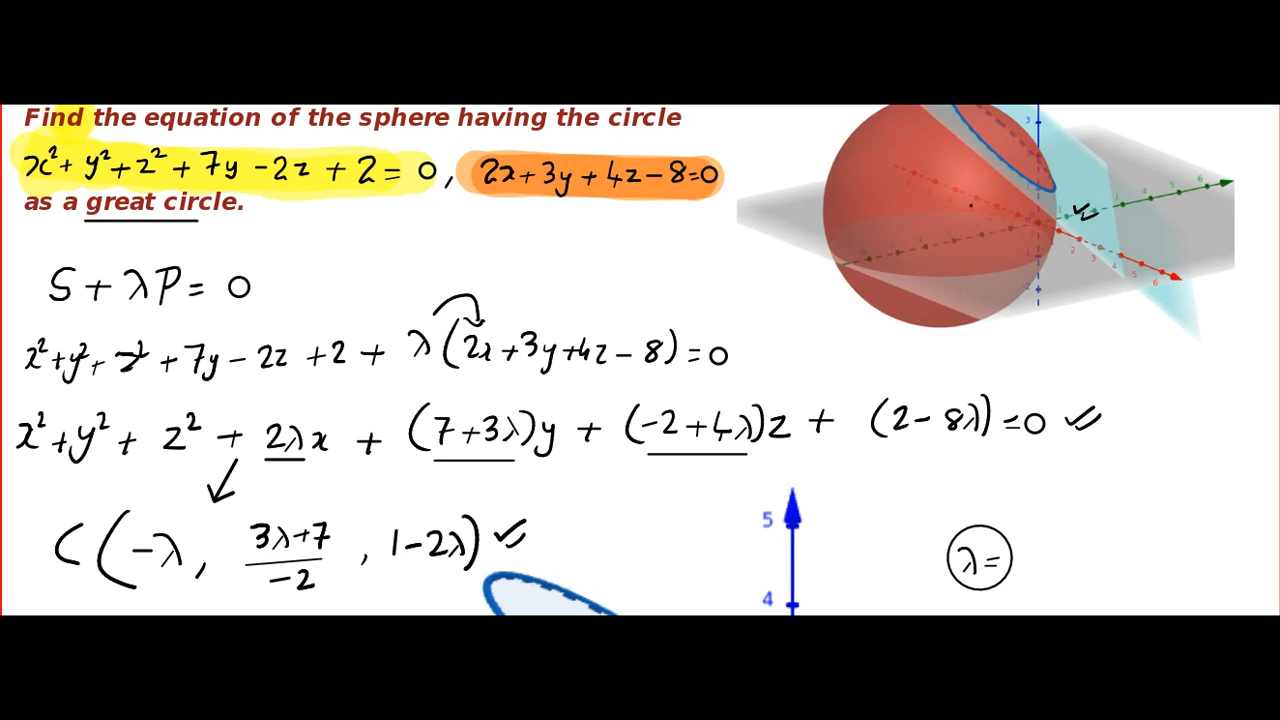 Find the equation of the sphere having the circle
x² + y² + z² + 7y - 2z + 2 = 0, 2x + 3y + 4z - 8 = 0
as a great circle.
S + λP = 0
x² + y² + z² + 7y - 2z + 2 + λ(2x + 3y + 4z - 8) = 0
x² + y² + z² + 2λx + (7 + 3λ)y + (-2 + 4λ)z + (2 - 8λ) = 0
C(-λ, (3λ+7)/-2, 1-2λ)
λ =
5
4